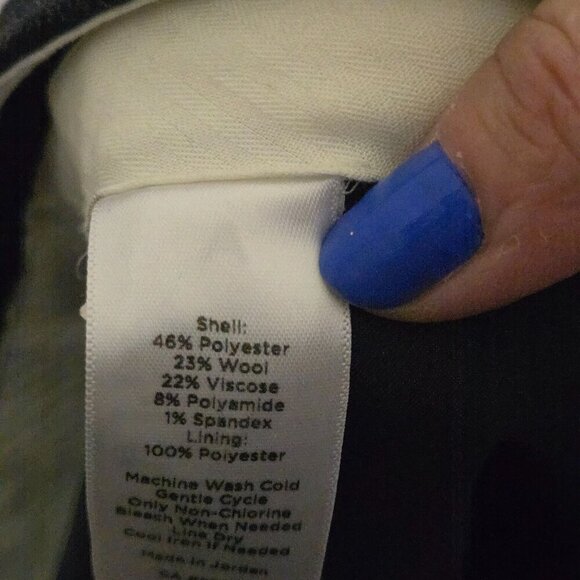 Shell:
46% Polyester
23% Wool
22% Viscose
8% Polyamide
1% Spandex
Lining:
100% Polyester
Machine Wash Cold
Gentle Cycle
Only Non-Chlorine
Bleach When Needed
Line Dry
Cool Iron If Needed
Made in Jordan